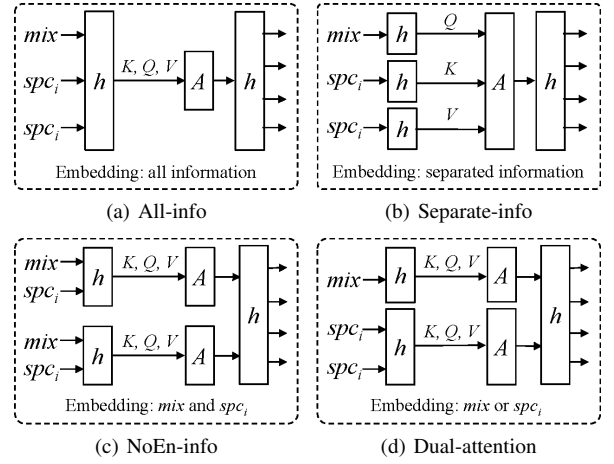 mix
spc_i
spc_i
h
K, Q, V
A
h
Embedding: all information
(a) All-info
mix
spc_i
spc_i
h
h
h
Q
K
V
A
h
Embedding: separated information
(b) Separate-info
mix
spc_i
mix
spc_i
h
h
K, Q, V
K, Q, V
A
A
h
Embedding: mix and spc_i
(c) NoEn-info
mix
spc_i
spc_i
h
h
K, Q, V
K, Q, V
A
A
h
Embedding: mix or spc_i
(d) Dual-attention